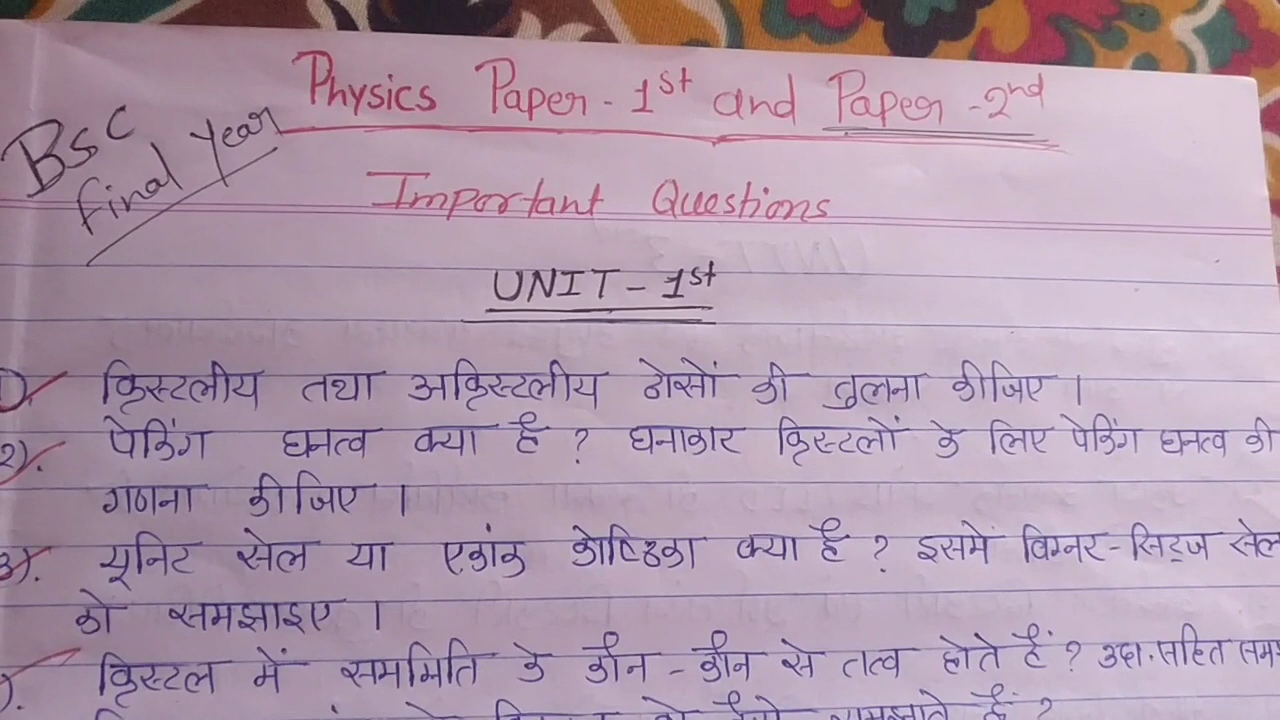 BSC
Final Year
Physics Paper - 1st and Paper - 2nd
Important Questions
UNIT - 1st
1). क्रिस्टलीय तथा अक्रिस्टलीय ठोसों की तुलना कीजिए ।
2). पेकिंग घनत्व क्या है ? घनाकार क्रिस्टलों के लिए पेकिंग घनत्व की
गणना कीजिए ।
3). यूनिट सेल या एकांक कोष्ठिका क्या है ? इसमें विग्नर-सिट्ज सेल
को समझाइए ।
क्रिस्टल में सममिति के कौन-कौन से तत्व होते हैं ? उदा. सहित